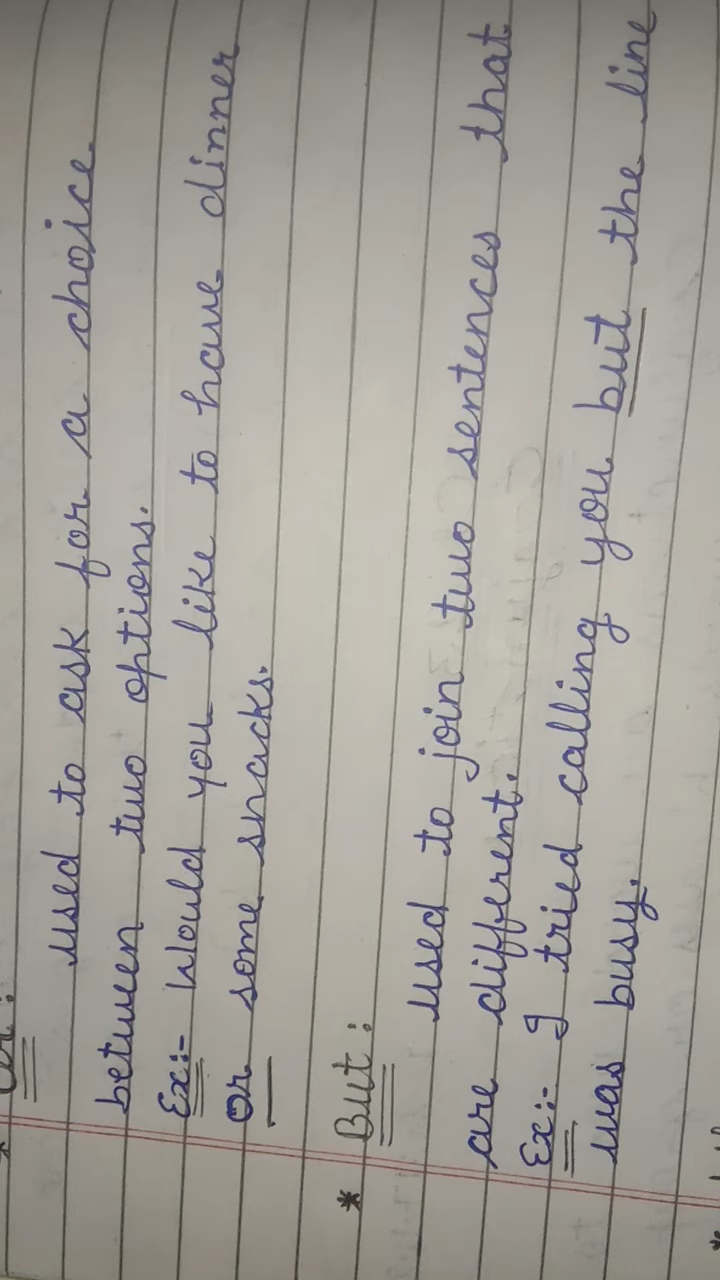 * Or :
used to ask for a choice
between two options.
Ex:- Would you like to have dinner
or some snacks.
* But :
used to join two sentences that
are different.
Ex:- I tried calling you but the line
was busy.
*